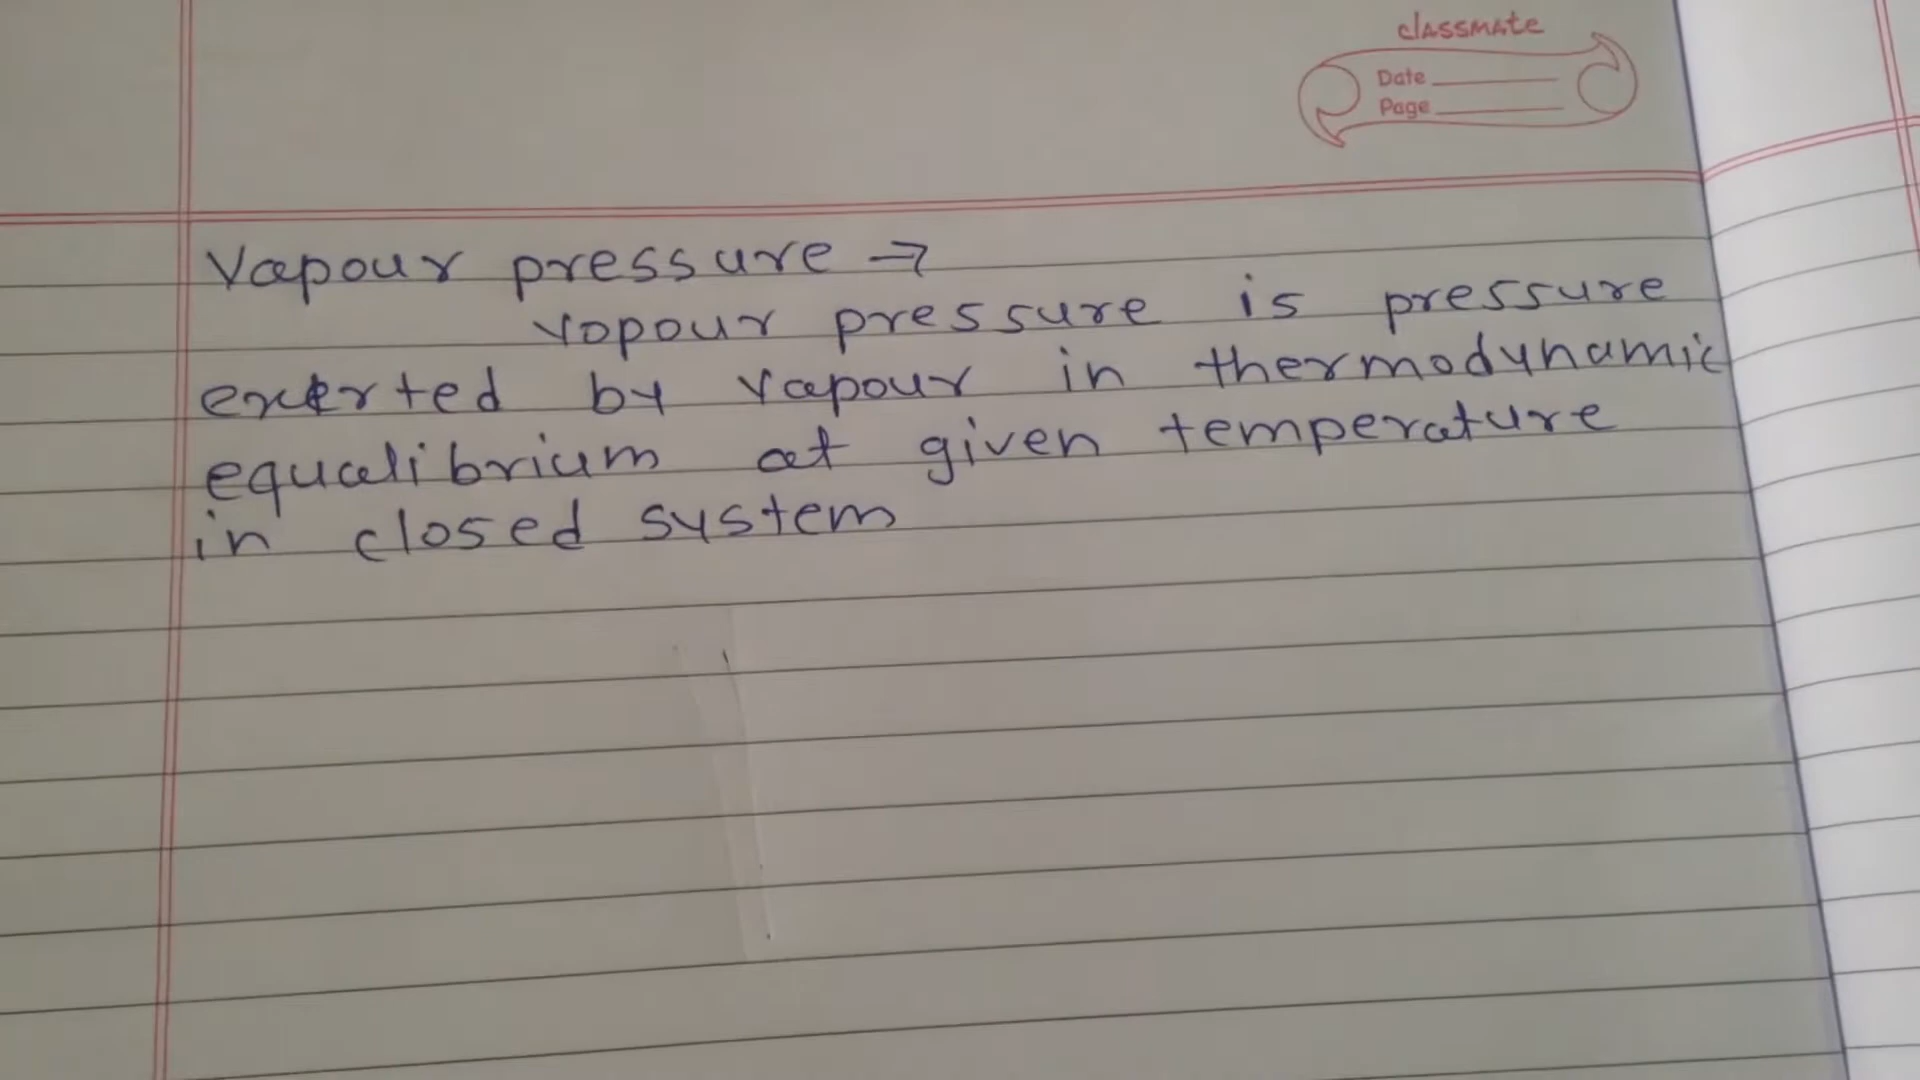 classmate
Date
Page
Vapour pressure →
Vopour pressure is pressure
exerted by vapour in thermodynamic
equalibrium at given temperature
in closed system